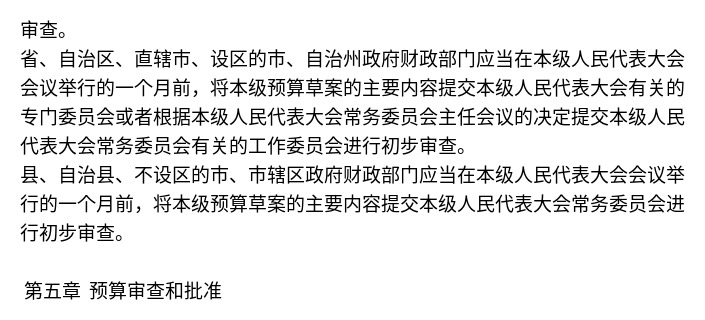 审查。
省、自治区、直辖市、设区的市、自治州政府财政部门应当在本级人民代表大会
会议举行的一个月前，将本级预算草案的主要内容提交本级人民代表大会有关的
专门委员会或者根据本级人民代表大会常务委员会主任会议的决定提交本级人民
代表大会常务委员会有关的工作委员会进行初步审查。
县、自治县、不设区的市、市辖区政府财政部门应当在本级人民代表大会会议举
行的一个月前，将本级预算草案的主要内容提交本级人民代表大会常务委员会进
行初步审查。
第五章 预算审查和批准